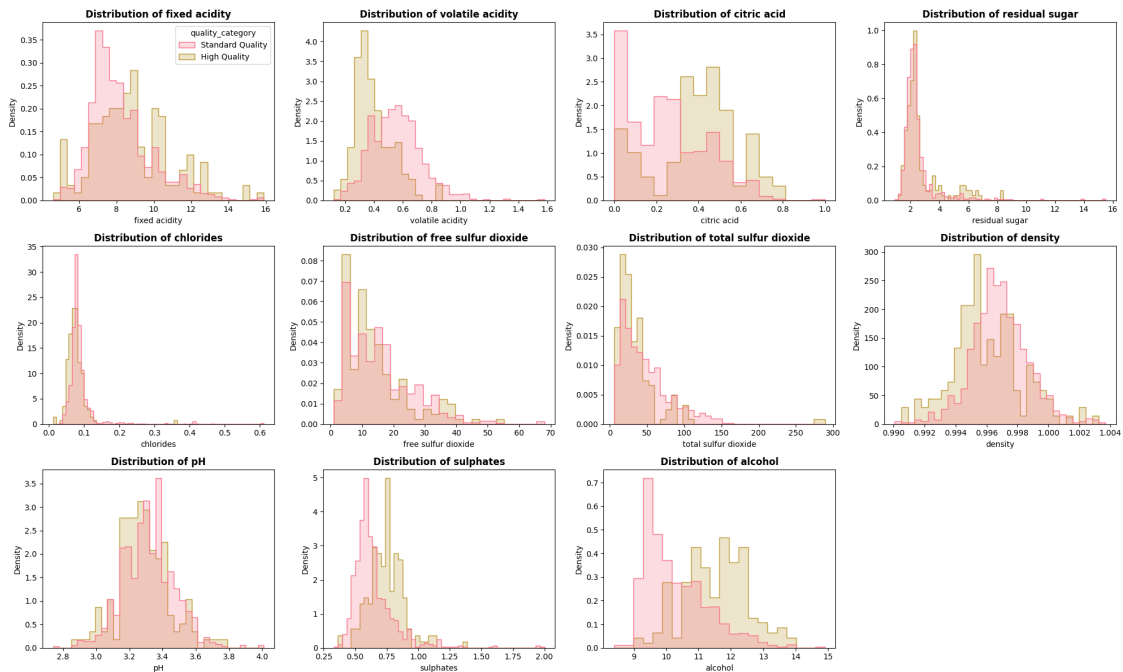 Distribution of fixed acidity
Distribution of volatile acidity
Distribution of citric acid
Distribution of residual sugar
quality_category
Standard Quality
High Quality
Density
0.35
0.30
0.25
0.20
0.15
0.10
0.05
0.00
6 8 10 12 14 16
fixed acidity
Density
4.0
3.5
3.0
2.5
2.0
1.5
1.0
0.5
0.0
0.2 0.4 0.6 0.8 1.0 1.2 1.4 1.6
volatile acidity
Density
3.5
3.0
2.5
2.0
1.5
1.0
0.5
0.0
0.0 0.2 0.4 0.6 0.8 1.0
citric acid
Density
1.0
0.8
0.6
0.4
0.2
0.0
2 4 6 8 10 12 14 16
residual sugar
Distribution of chlorides
Distribution of free sulfur dioxide
Distribution of total sulfur dioxide
Distribution of density
Density
35
30
25
20
15
10
5
0
0.0 0.1 0.2 0.3 0.4 0.5 0.6
chlorides
Density
0.08
0.07
0.06
0.05
0.04
0.03
0.02
0.01
0.00
0 10 20 30 40 50 60 70
free sulfur dioxide
Density
0.030
0.025
0.020
0.015
0.010
0.005
0.000
0 50 100 150 200 250 300
total sulfur dioxide
Density
300
250
200
150
100
50
0
0.990 0.992 0.994 0.996 0.998 1.000 1.002 1.004
density
Distribution of pH
Distribution of sulphates
Distribution of alcohol
Density
3.5
3.0
2.5
2.0
1.5
1.0
0.5
0.0
2.8 3.0 3.2 3.4 3.6 3.8 4.0
pH
Density
5
4
3
2
1
0
0.25 0.50 0.75 1.00 1.25 1.50 1.75 2.00
sulphates
Density
0.7
0.6
0.5
0.4
0.3
0.2
0.1
0.0
9 10 11 12 13 14 15
alcohol